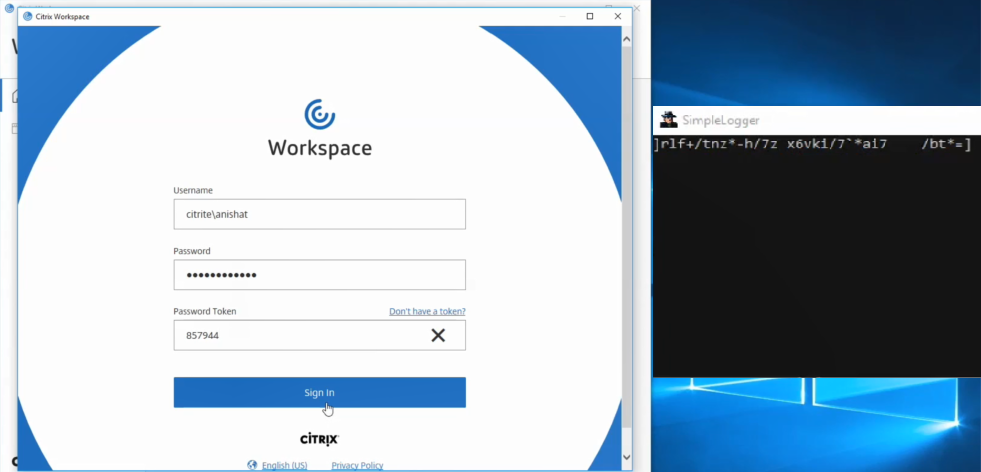 Citrix Workspace
Workspace
Username
citrite\anishat
Password
••••••••••••
Password Token
Don't have a token?
857944
Sign In
CITRIX
English (US)
Privacy Policy
SimpleLogger
]rlf+/tnz*-h/7z x6vki/7`*ai7 /bt*=]